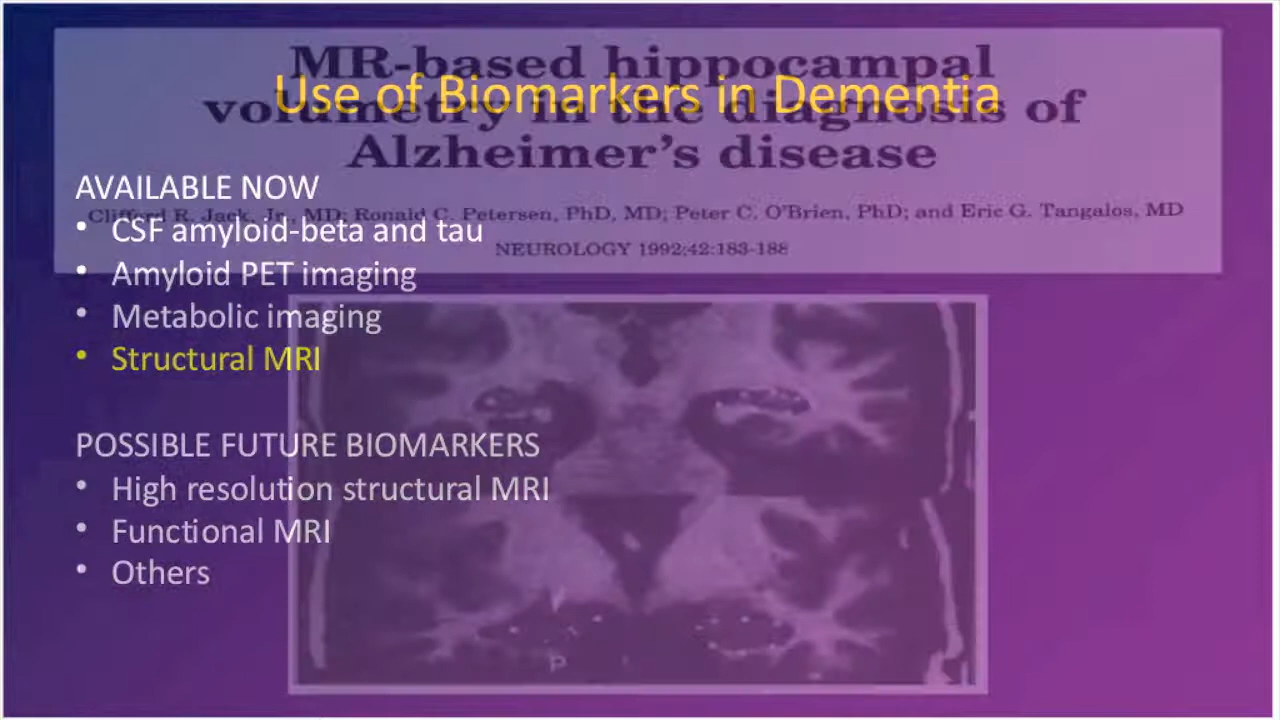 MR-based hippocampal
Use of Biomarkers in Dementia
volumetry in the diagnosis of
Alzheimer's disease
AVAILABLE NOW
Clifford R. Jack, Jr., MD; Ronald C. Petersen, PhD, MD; Peter C. O'Brien, PhD; and Eric G. Tangalos, MD
• CSF amyloid-beta and tau
NEUROLOGY 1992;42:183-188
• Amyloid PET imaging
• Metabolic imaging
• Structural MRI
POSSIBLE FUTURE BIOMARKERS
• High resolution structural MRI
• Functional MRI
• Others
P